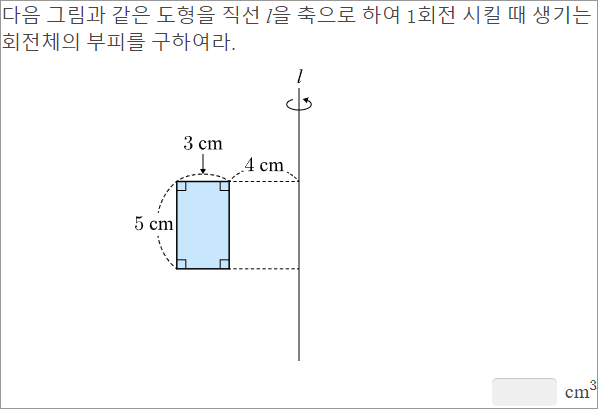 다음 그림과 같은 도형을 직선 l을 축으로 하여 1회전 시킬 때 생기는
회전체의 부피를 구하여라.
l
3 cm
4 cm
5 cm
cm³